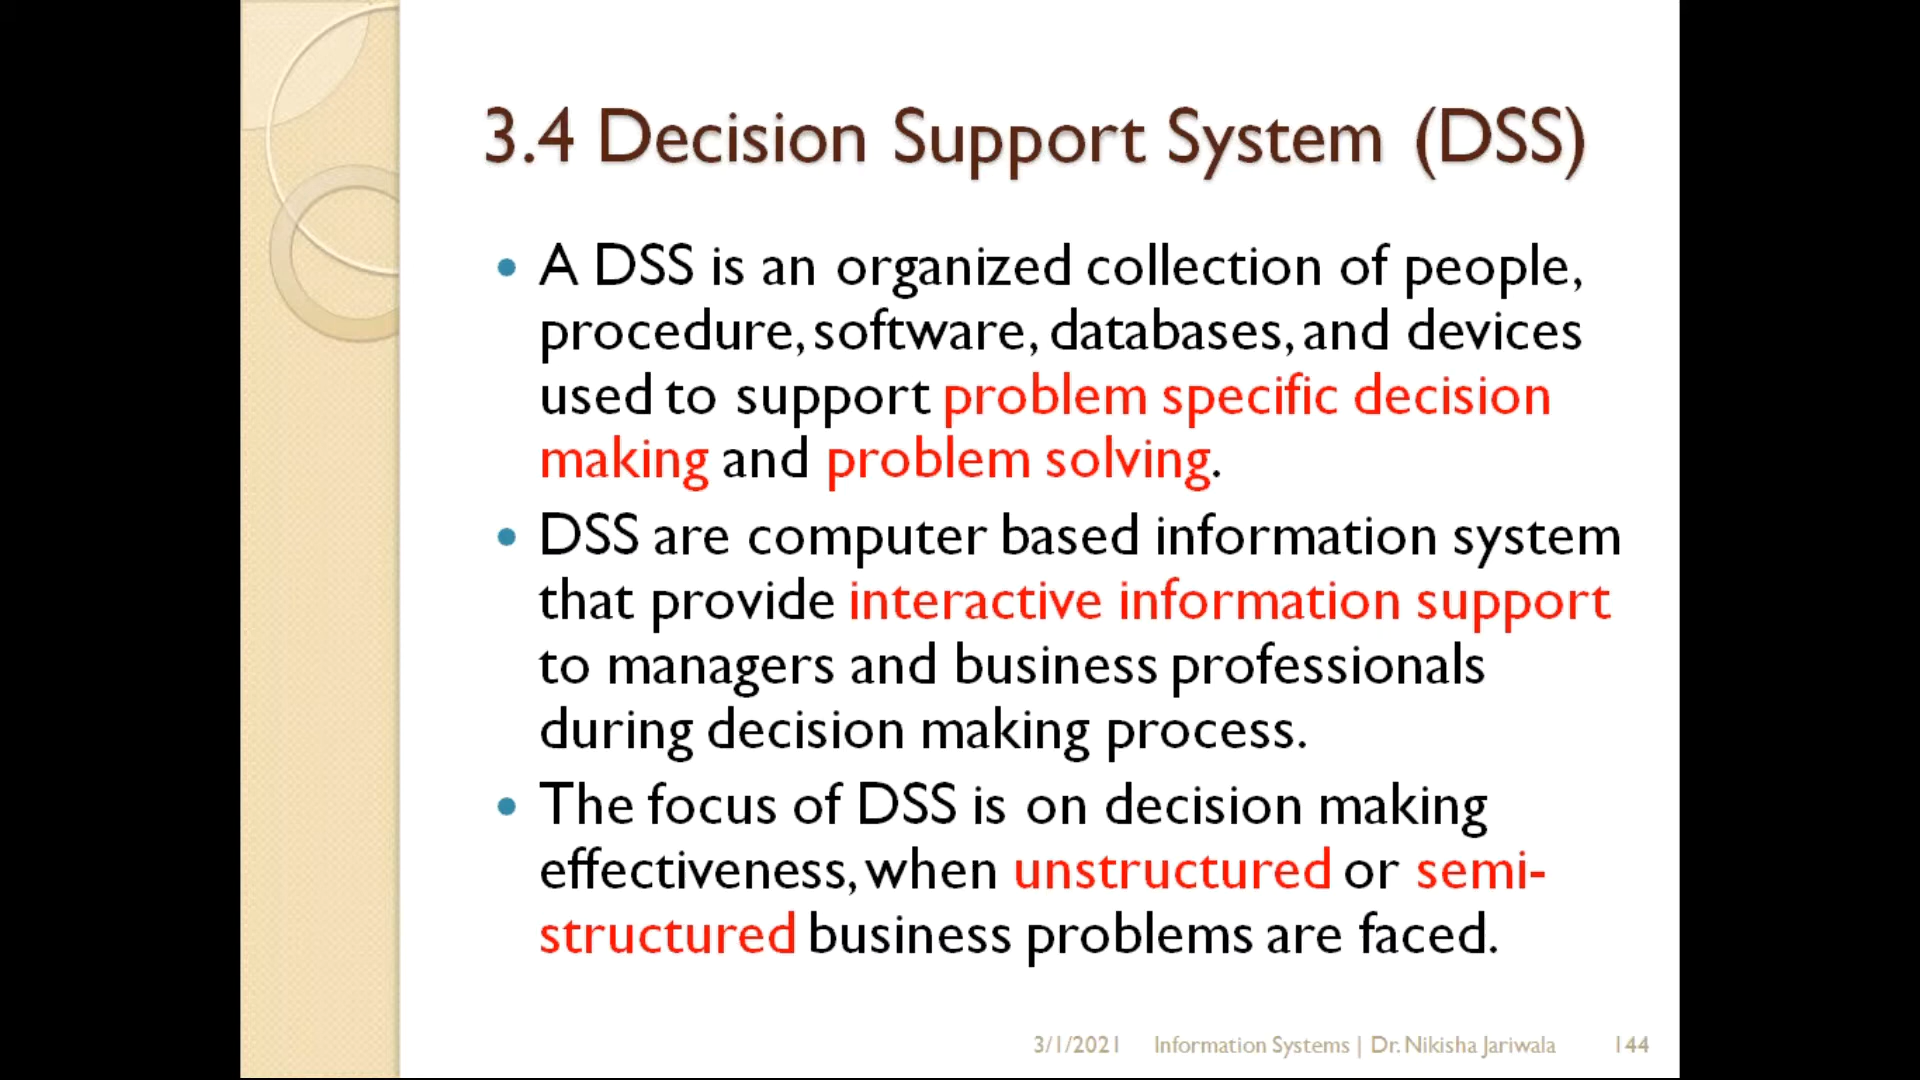 3.4 Decision Support System (DSS)
• A DSS is an organized collection of people,
procedure, software, databases, and devices
used to support problem specific decision
making and problem solving.
• DSS are computer based information system
that provide interactive information support
to managers and business professionals
during decision making process.
• The focus of DSS is on decision making
effectiveness, when unstructured or semi-
structured business problems are faced.
3/1/2021 Information Systems | Dr. Nikisha Jariwala 144